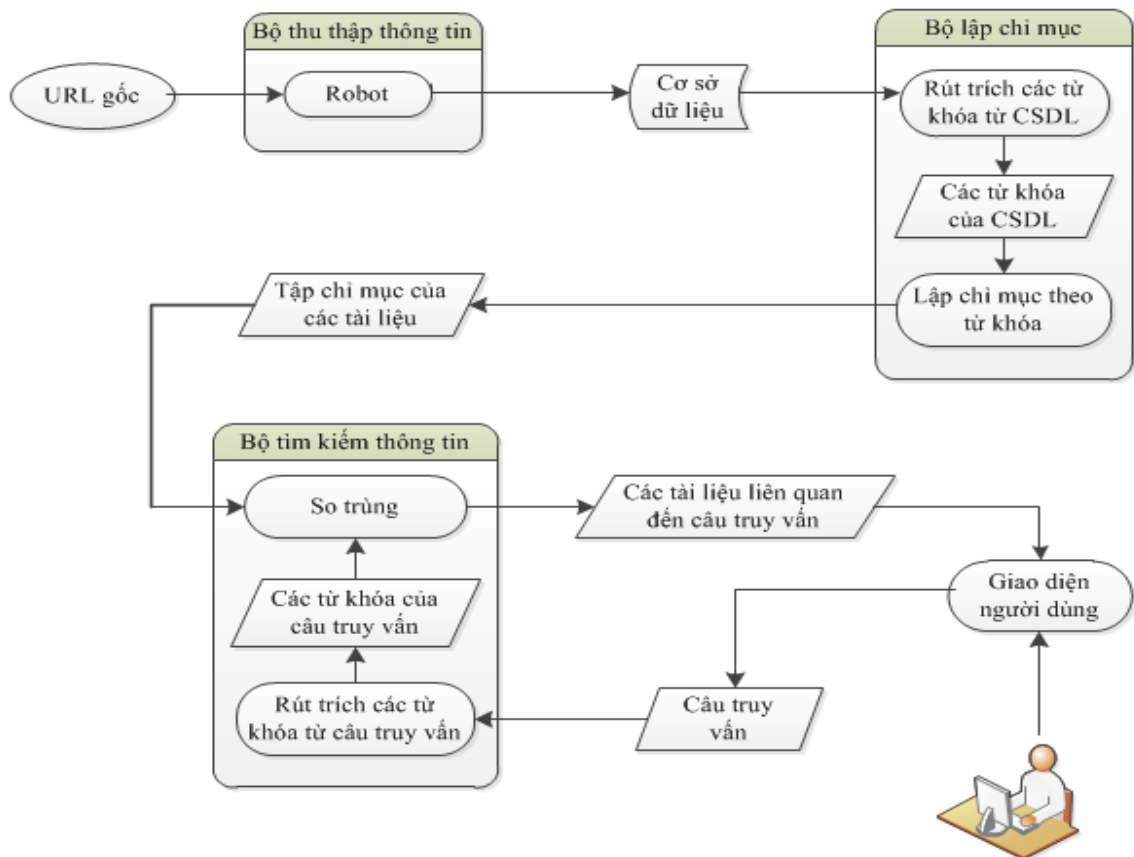 Bộ thu thập thông tin
Bộ lập chỉ mục
URL gốc
Robot
Cơ sở
dữ liệu
Rút trích các từ
khóa từ CSDL
Các từ khóa
của CSDL
Lập chỉ mục theo
từ khóa
Tập chỉ mục của
các tài liệu
Bộ tìm kiếm thông tin
So trùng
Các tài liệu liên quan
đến câu truy vấn
Giao diện
người dùng
Các từ khóa của
câu truy vấn
Rút trích các từ
khóa từ câu truy vấn
Câu truy
vấn